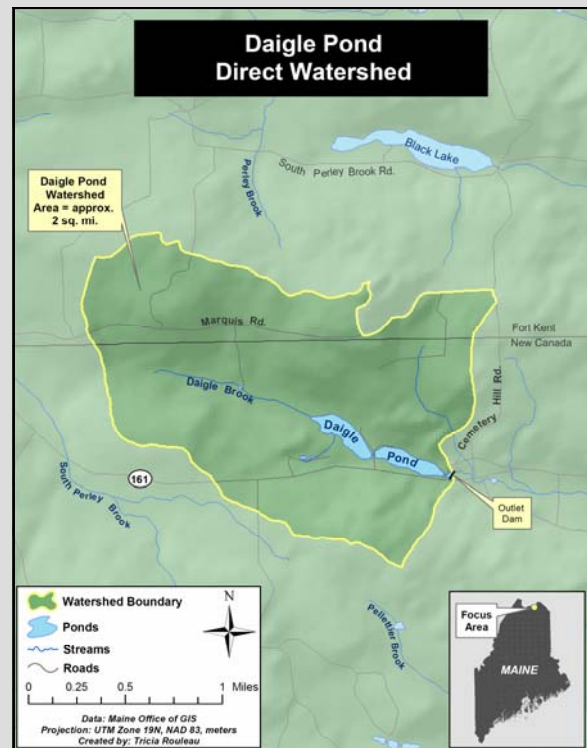 Daigle Pond
Direct Watershed
Black Lake
South Perley Brook Rd.
Perley Brook
Daigle Pond
Watershed
Area = approx.
2 sq. mi.
Marquis Rd.
Fort Kent
New Canada
Daigle Brook
Cemetery Hill Rd.
Daigle Pond
161
South Perley Brook
Outlet
Dam
Pelletier Brook
Watershed Boundary
Ponds
Streams
Roads
N
0 0.25 0.5 1 Miles
Data: Maine Office of GIS
Projection: UTM Zone 19N, NAD 83, meters
Created by: Tricia Rouleau
Focus
Area
MAINE